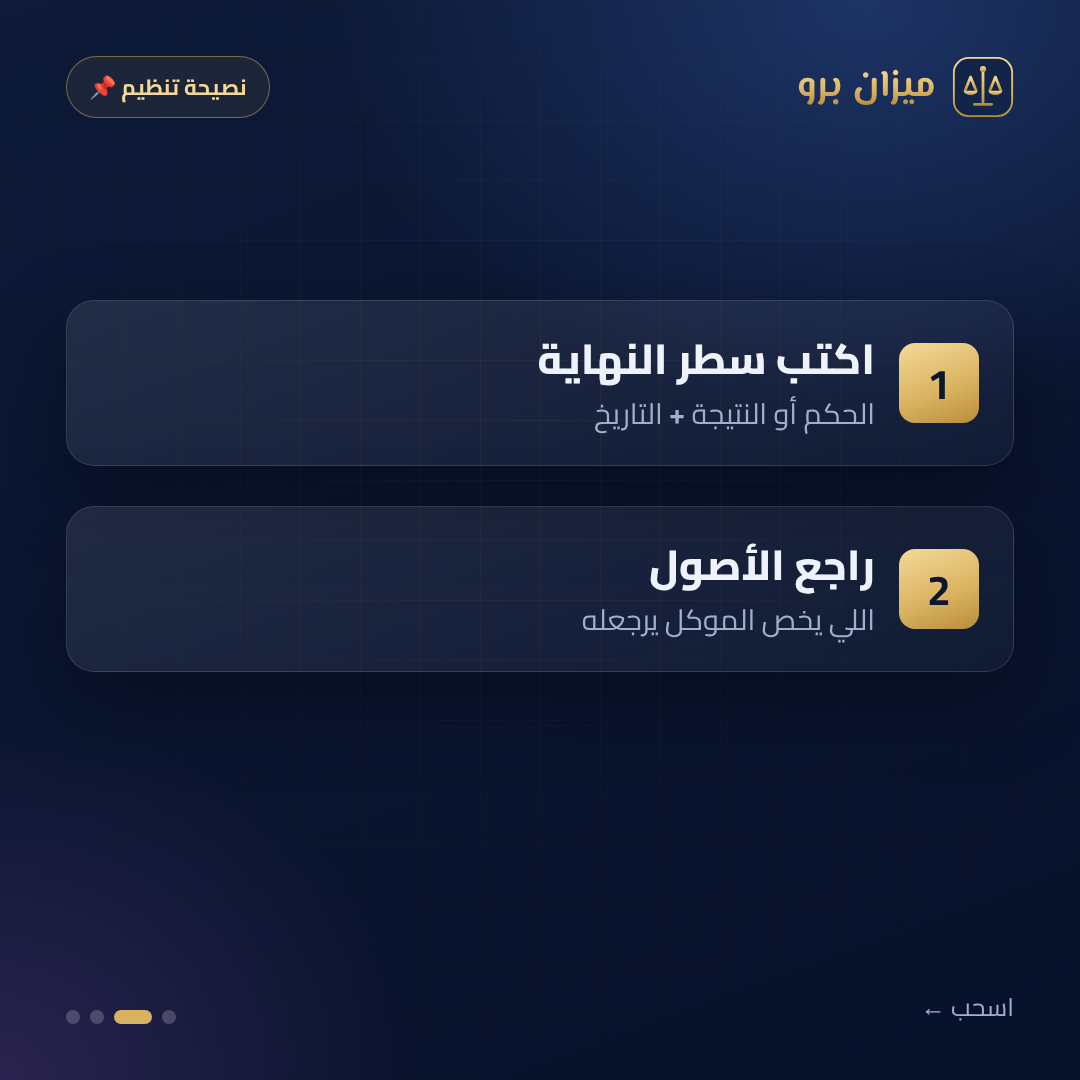 ميزان برو
نصيحة تنظيم 📌
1
اكتب سطر النهاية
الحكم أو النتيجة + التاريخ
2
راجع الأصول
اللي يخص الموكل يرجعله
اسحب ←